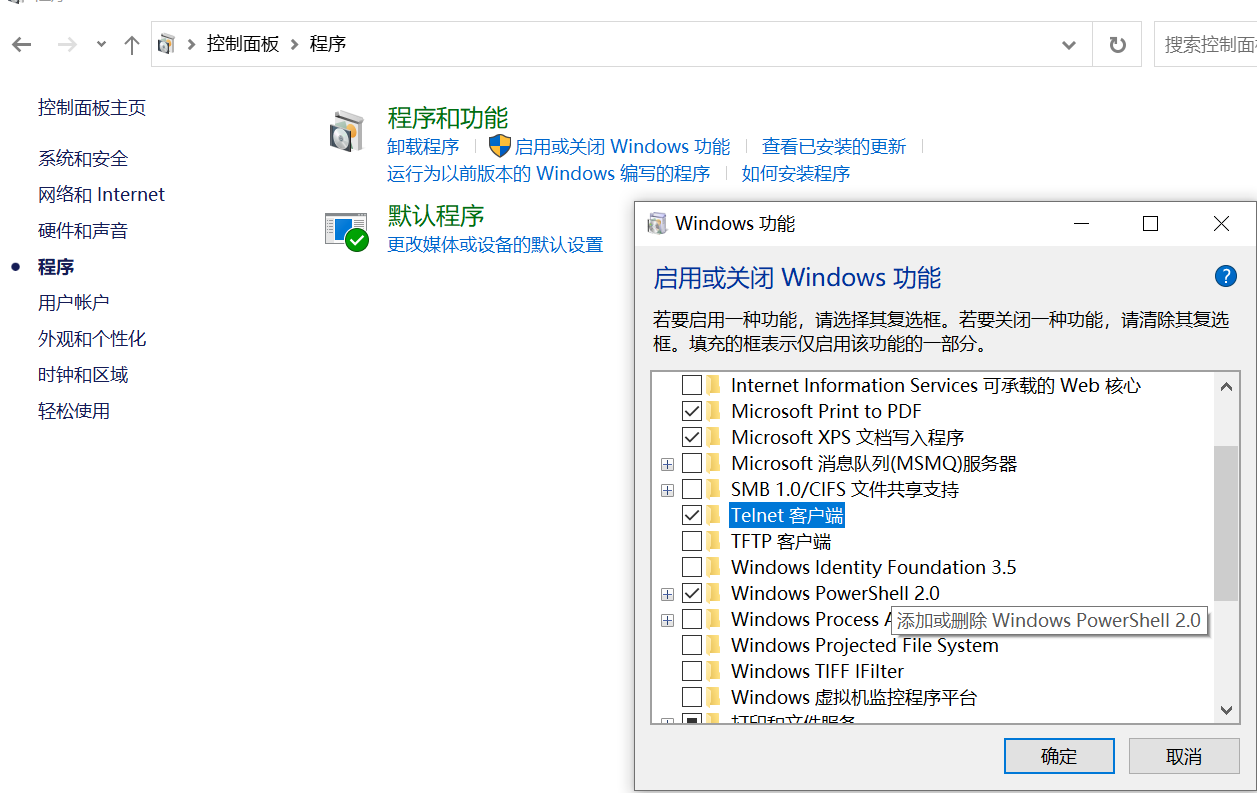 控制面板
程序
搜索控制面
控制面板主页
系统和安全
网络和 Internet
硬件和声音
程序
用户帐户
外观和个性化
时钟和区域
轻松使用
程序和功能
卸载程序
启用或关闭 Windows 功能
查看已安装的更新
运行为以前版本的 Windows 编写的程序
如何安装程序
默认程序
更改媒体或设备的默认设置
Windows 功能
启用或关闭 Windows 功能
若要启用一种功能，请选择其复选框。若要关闭一种功能，请清除其复选
框。填充的框表示仅启用该功能的一部分。
Internet Information Services 可承载的 Web 核心
Microsoft Print to PDF
Microsoft XPS 文档写入程序
Microsoft 消息队列(MSMQ)服务器
SMB 1.0/CIFS 文件共享支持
Telnet 客户端
TFTP 客户端
Windows Identity Foundation 3.5
Windows PowerShell 2.0
Windows Process
添加或删除 Windows PowerShell 2.0
Windows Projected File System
Windows TIFF IFilter
Windows 虚拟机监控程序平台
打印和文件服务
确定
取消